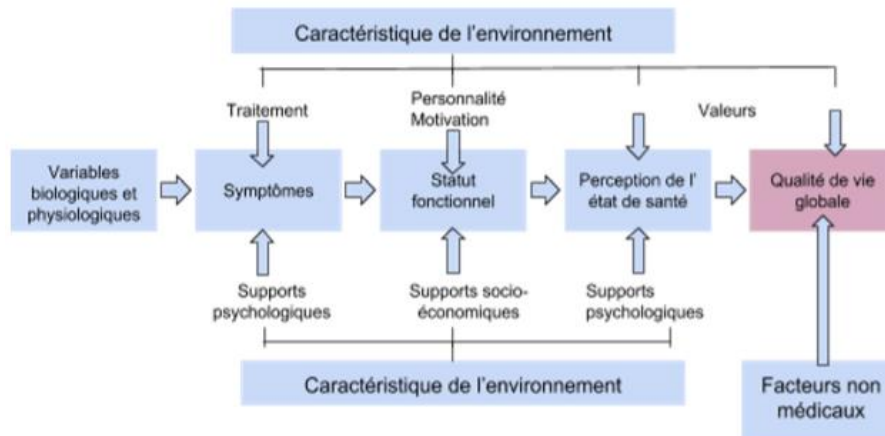 Caractéristique de l'environnement
Traitement
Personnalité
Motivation
Valeurs
Variables
biologiques et
physiologiques
Symptômes
Statut
fonctionnel
Perception de l'
état de santé
Qualité de vie
globale
Supports
psychologiques
Supports socio-
économiques
Supports
psychologiques
Caractéristique de l'environnement
Facteurs non
médicaux